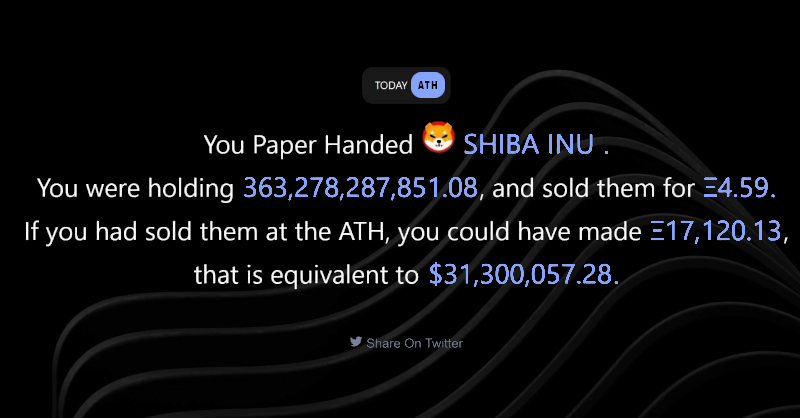 TODAY ATH
You Paper Handed SHIBA INU .
You were holding 363,278,287,851.08, and sold them for Ξ4.59.
If you had sold them at the ATH, you could have made Ξ17,120.13,
that is equivalent to $31,300,057.28.
Share On Twitter